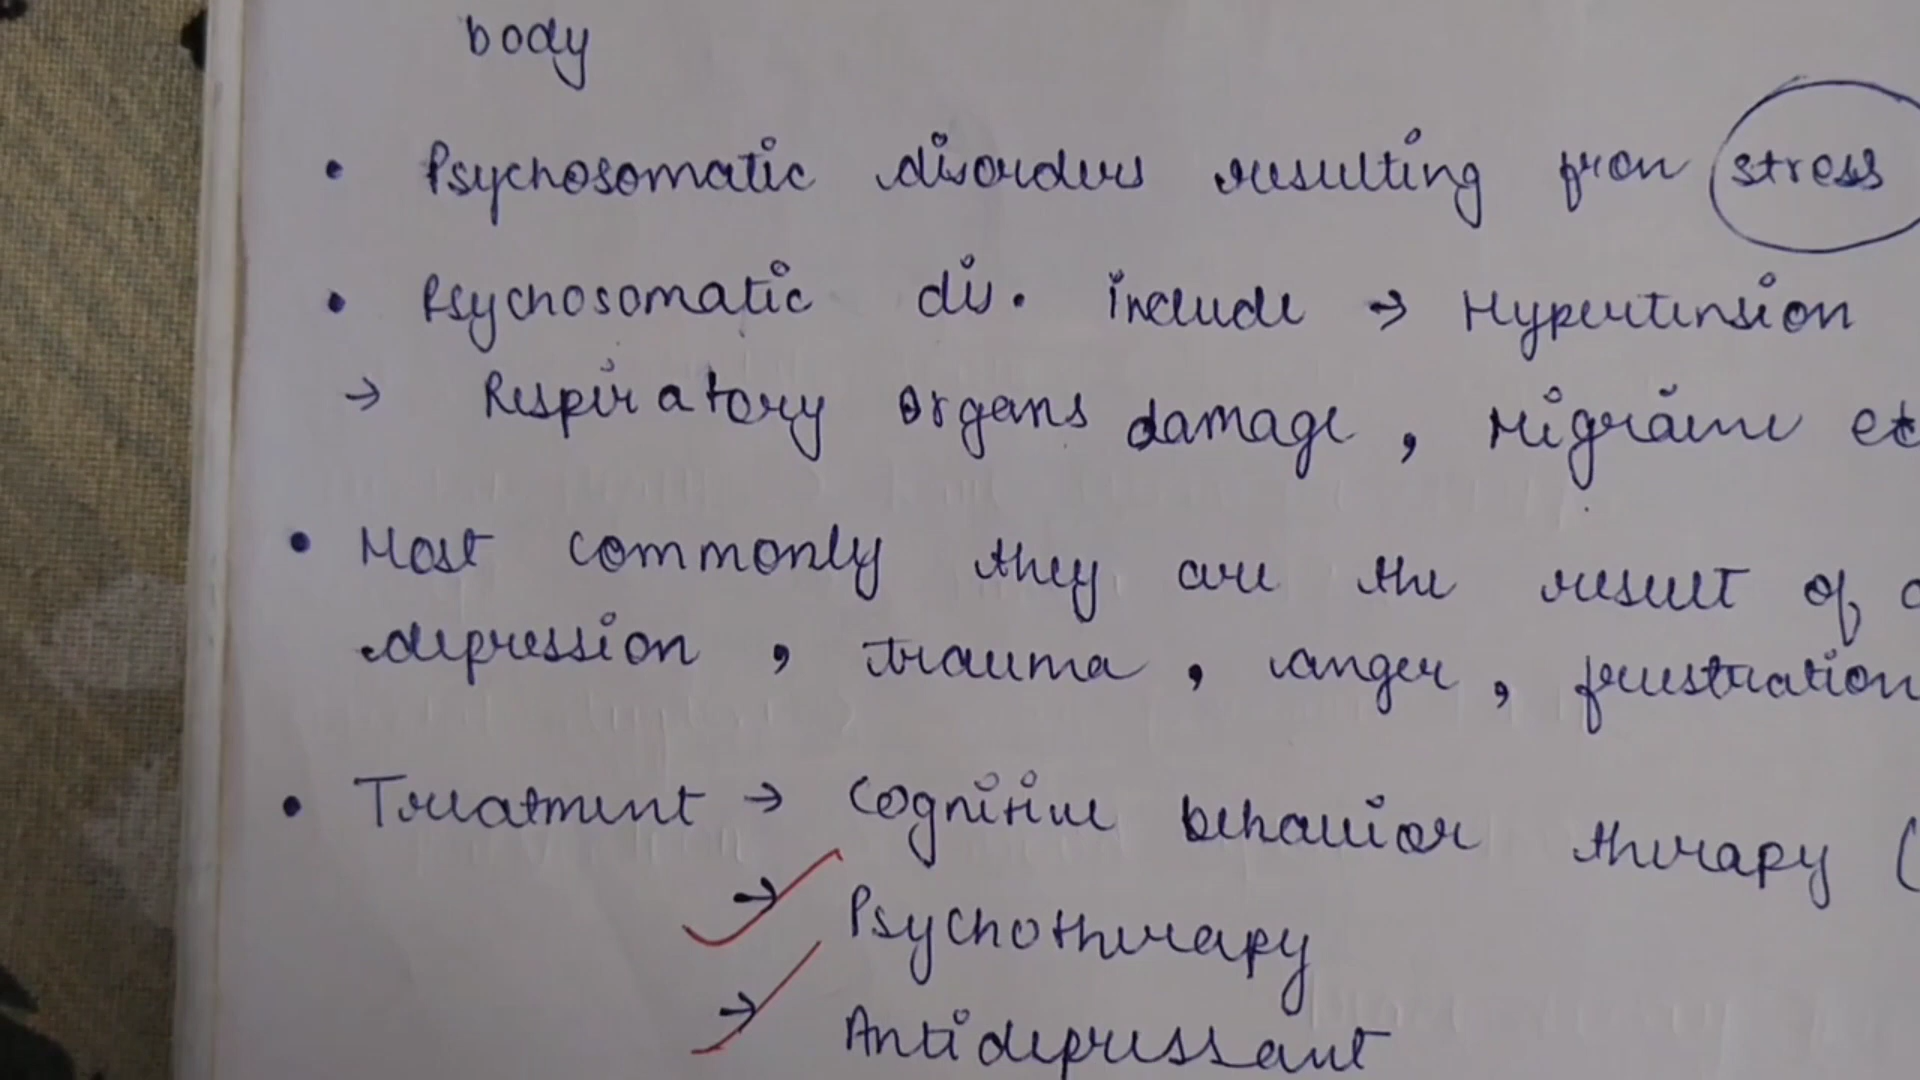 body
• Psychosomatic disorders resulting from stress
• Psychosomatic dis. include → Hypertension
→ Respiratory organs damage, Migraine et
• Most commonly they are the result of
depression, trauma, anger, frustration
• Treatment → Cognitive behavior therapy (
→ Psychotherapy
→ Antidepressant